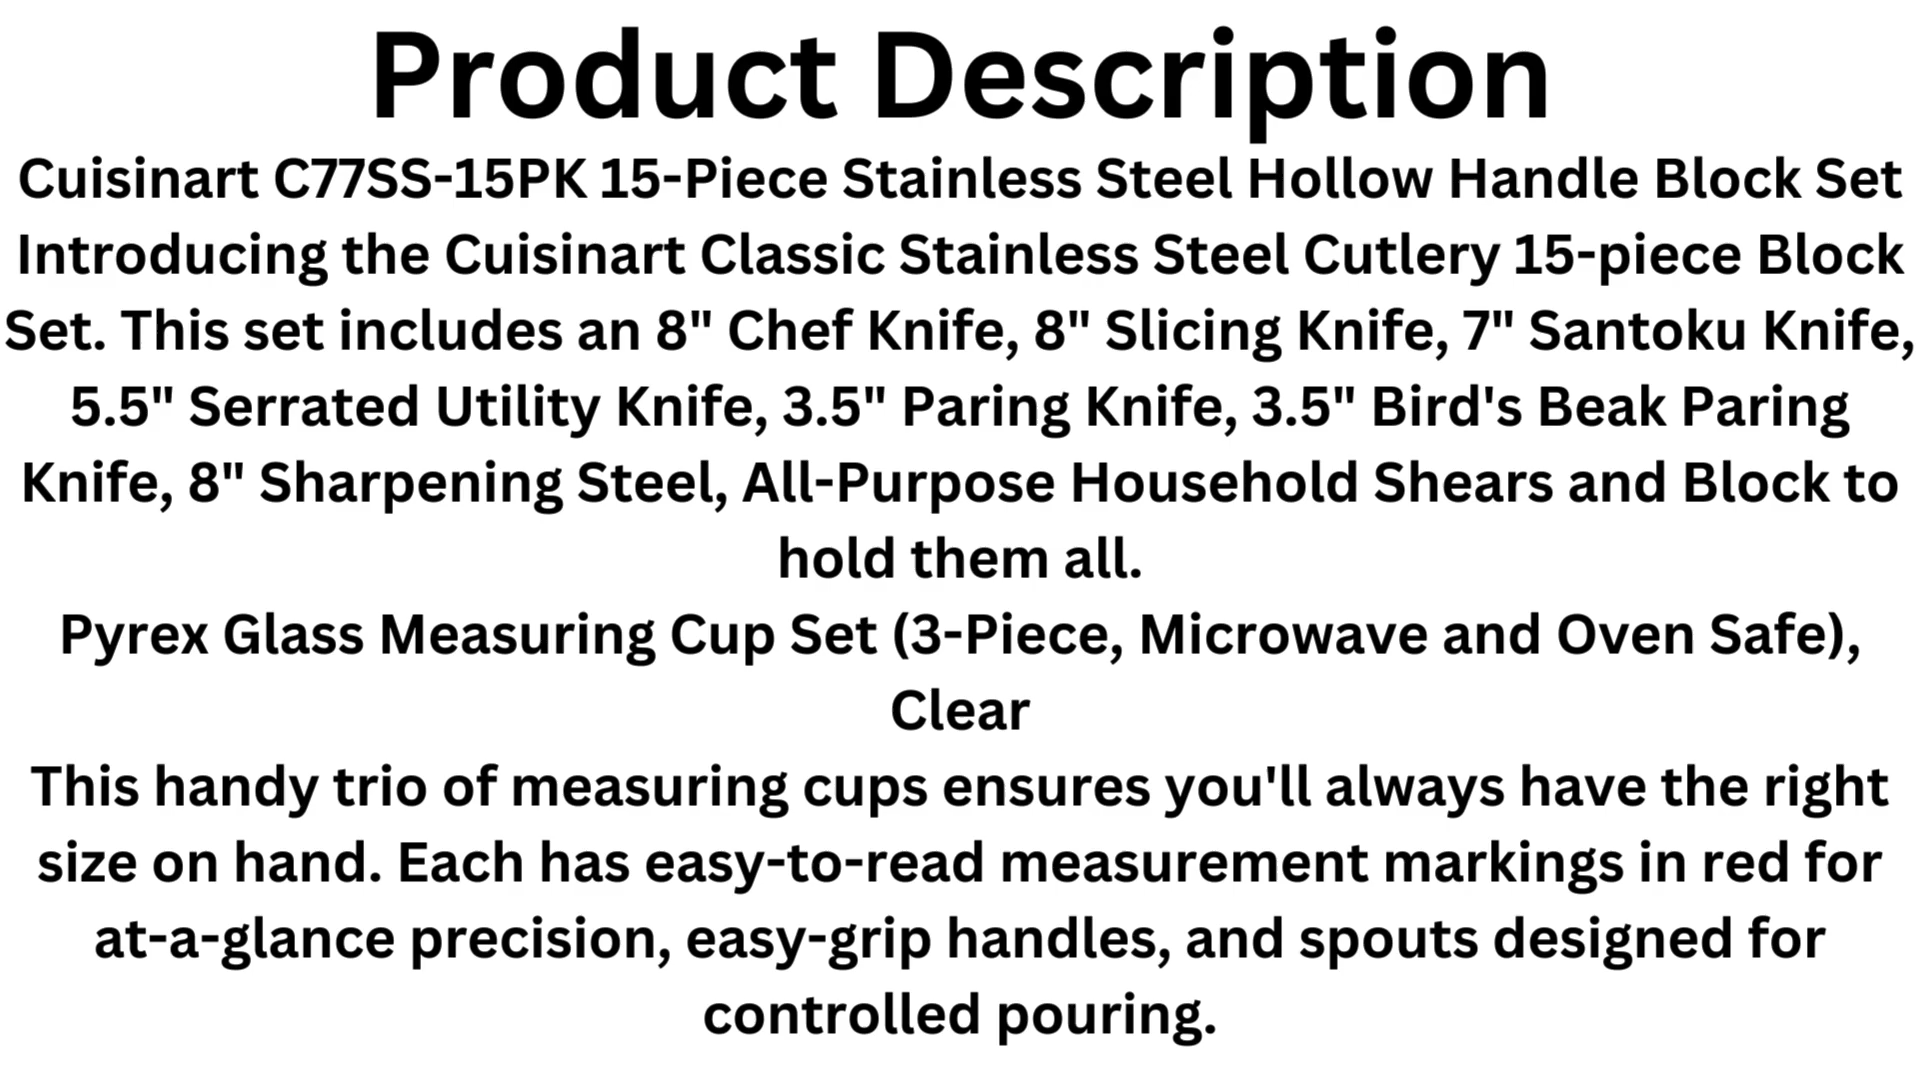 Product Description
Cuisinart C77SS-15PK 15-Piece Stainless Steel Hollow Handle Block Set
Introducing the Cuisinart Classic Stainless Steel Cutlery 15-piece Block
Set. This set includes an 8" Chef Knife, 8" Slicing Knife, 7" Santoku Knife,
5.5" Serrated Utility Knife, 3.5" Paring Knife, 3.5" Bird's Beak Paring
Knife, 8" Sharpening Steel, All-Purpose Household Shears and Block to
hold them all.
Pyrex Glass Measuring Cup Set (3-Piece, Microwave and Oven Safe),
Clear
This handy trio of measuring cups ensures you'll always have the right
size on hand. Each has easy-to-read measurement markings in red for
at-a-glance precision, easy-grip handles, and spouts designed for
controlled pouring.